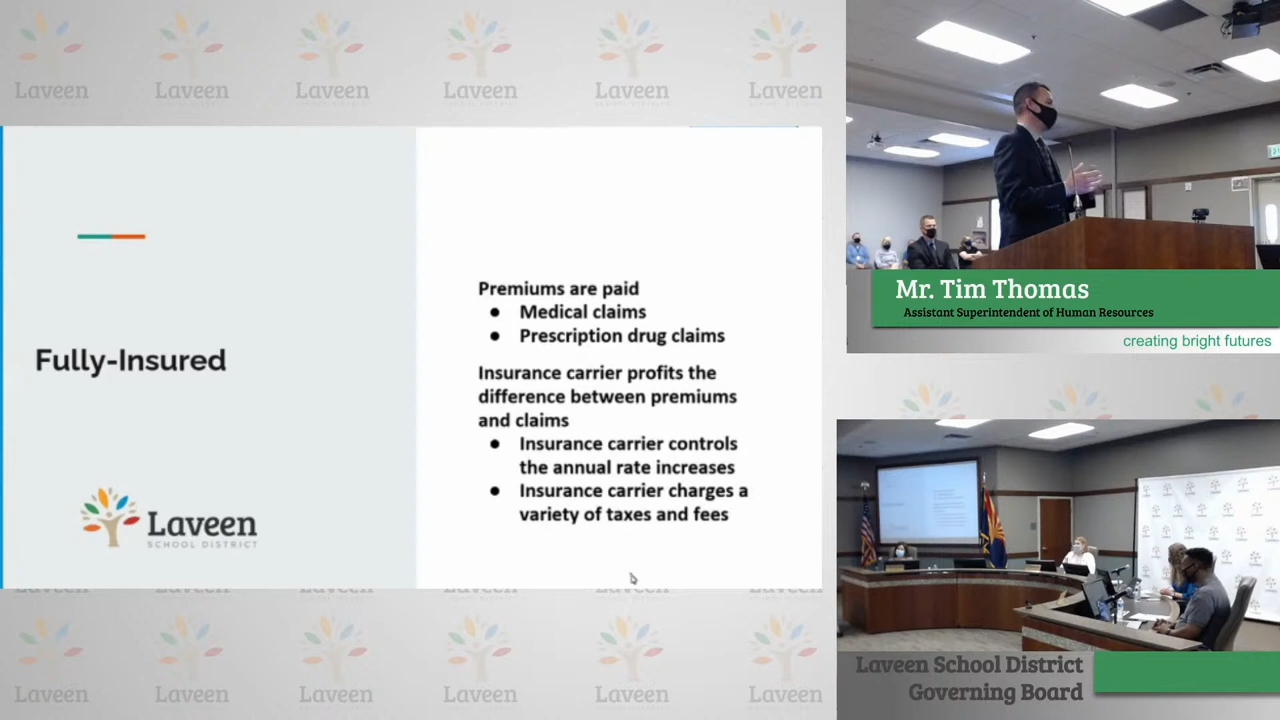 Laveen Laveen Laveen Laveen Laveen Laveen
Fully-Insured
Laveen
SCHOOL DISTRICT
Premiums are paid
● Medical claims
● Prescription drug claims
Insurance carrier profits the
difference between premiums
and claims
● Insurance carrier controls
the annual rate increases
● Insurance carrier charges a
variety of taxes and fees
Laveen Laveen Laveen Laveen Laveen Laveen
Mr. Tim Thomas
Assistant Superintendent of Human Resources
creating bright futures
Laveen School District
Governing Board